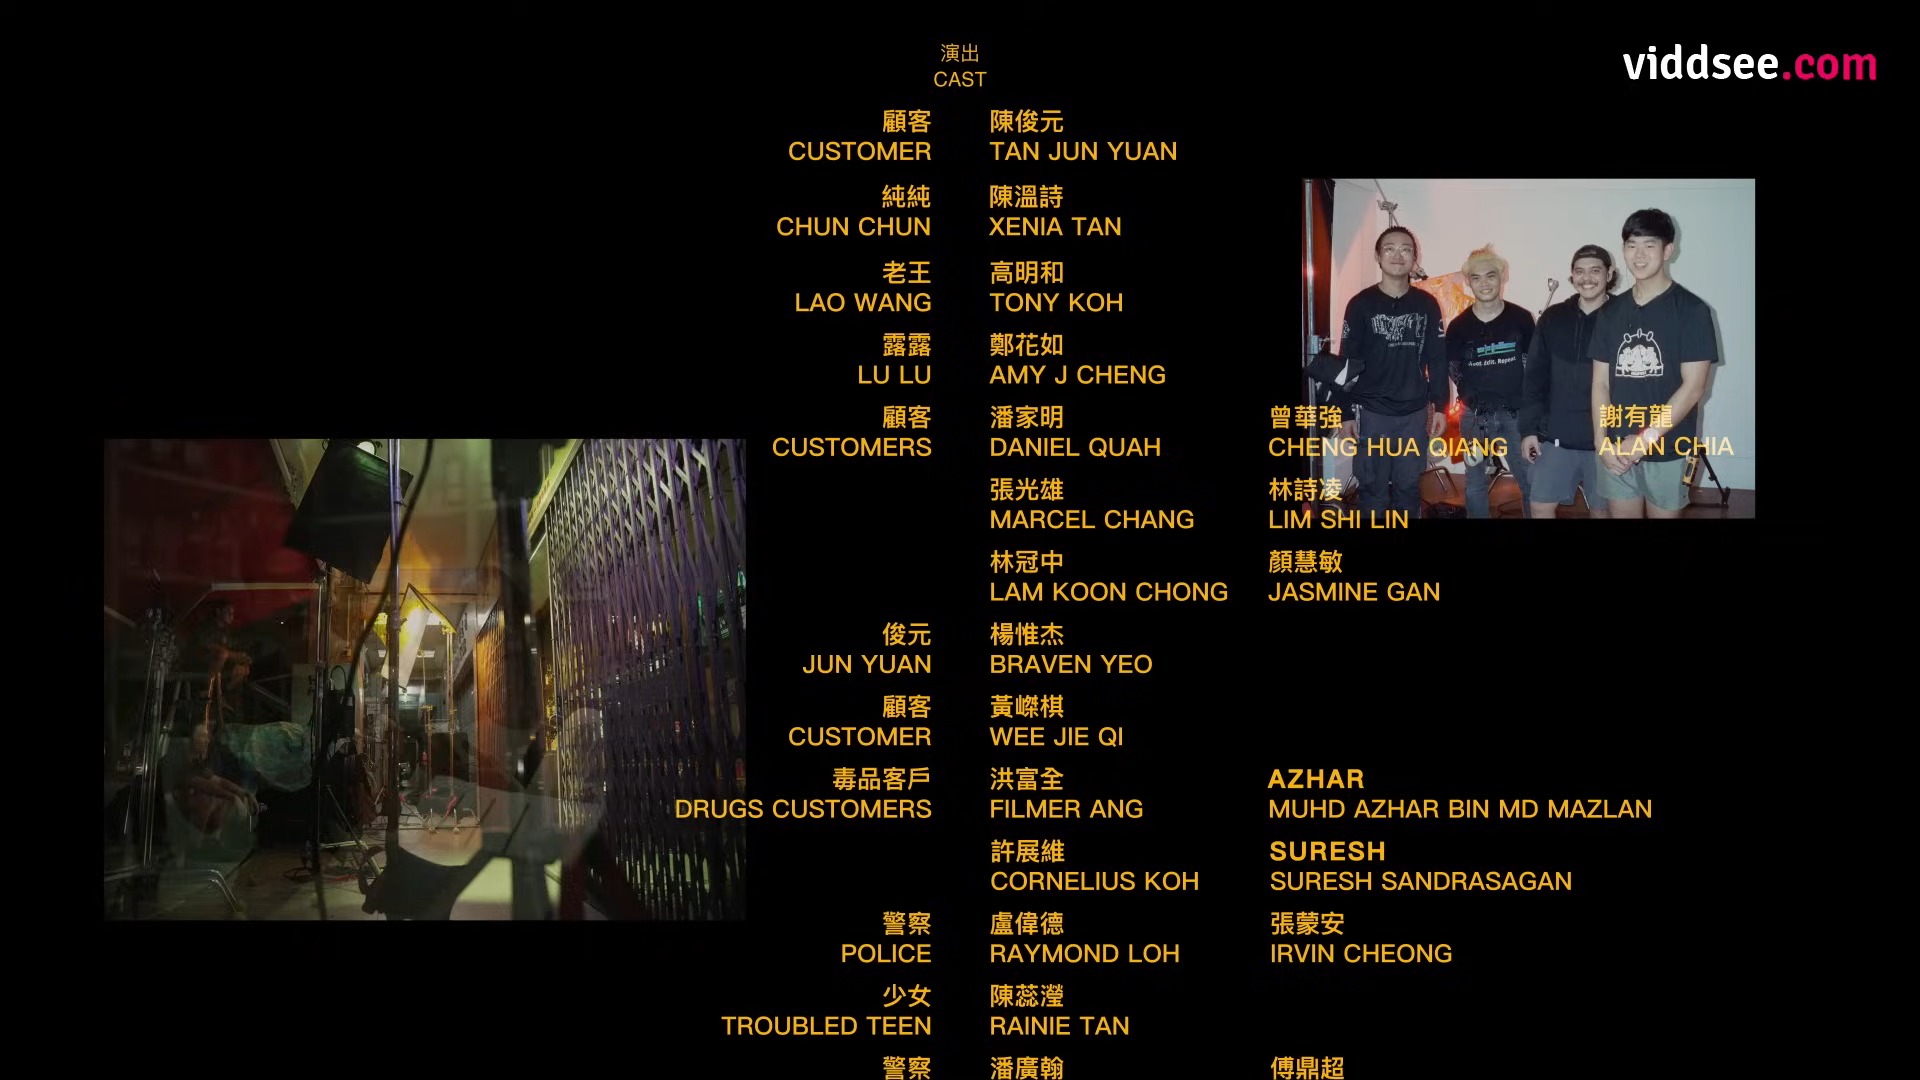 演出
CAST
viddsee.com
顧客 陳俊元
CUSTOMER TAN JUN YUAN
純純 陳溫詩
CHUN CHUN XENIA TAN
老王 高明和
LAO WANG TONY KOH
露露 鄭花如
LU LU AMY J CHENG
顧客 潘家明 曾華強 謝有龍
CUSTOMERS DANIEL QUAH CHENG HUA QIANG ALAN CHIA
張光雄 林詩凌
MARCEL CHANG LIM SHI LIN
林冠中 顏慧敏
LAM KOON CHONG JASMINE GAN
俊元 楊惟杰
JUN YUAN BRAVEN YEO
顧客 黃嶫棋
CUSTOMER WEE JIE QI
毒品客戶 洪富全 AZHAR
DRUGS CUSTOMERS FILMER ANG MUHD AZHAR BIN MD MAZLAN
許展維 SURESH
CORNELIUS KOH SURESH SANDRASAGAN
警察 盧偉德 張蒙安
POLICE RAYMOND LOH IRVIN CHEONG
少女 陳蕊瀅
TROUBLED TEEN RAINIE TAN
警察 潘廣翰 傅鼎超